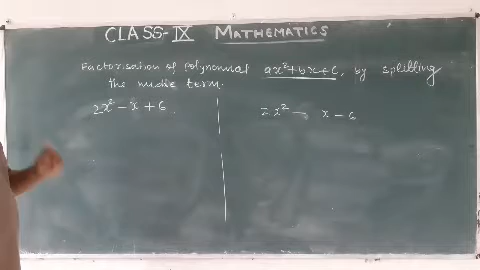 CLASS-IX MATHEMATICS
Factorisation of Polynomial ax²+bx+c, by splitting
the middle term.
2x² - x + 6
2x² - x - 6